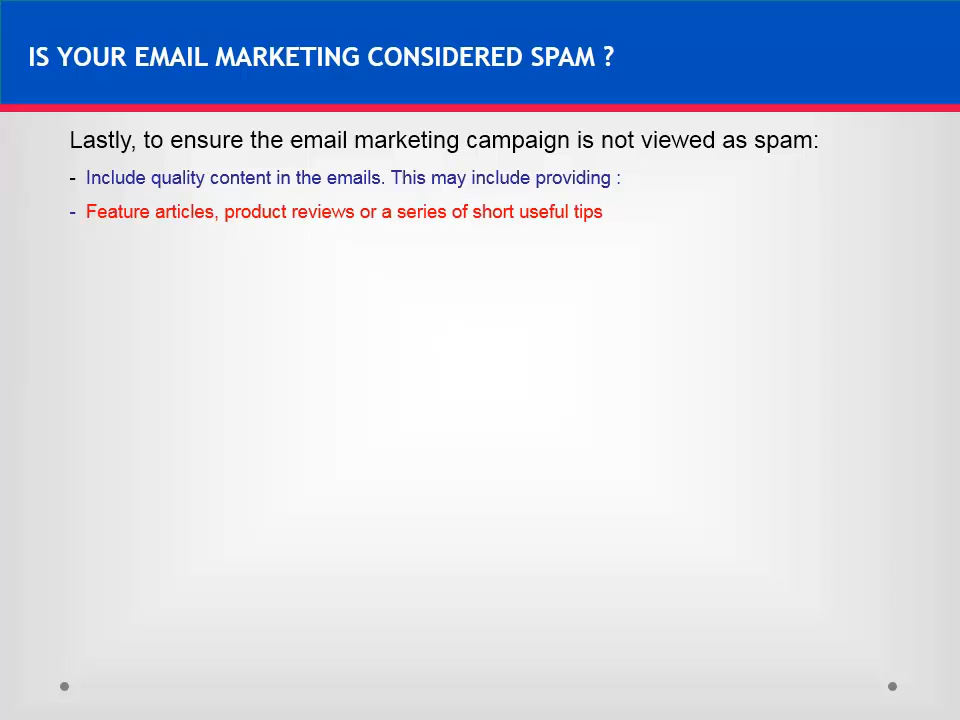 IS YOUR EMAIL MARKETING CONSIDERED SPAM ?
Lastly, to ensure the email marketing campaign is not viewed as spam:
- Include quality content in the emails. This may include providing :
- Feature articles, product reviews or a series of short useful tips